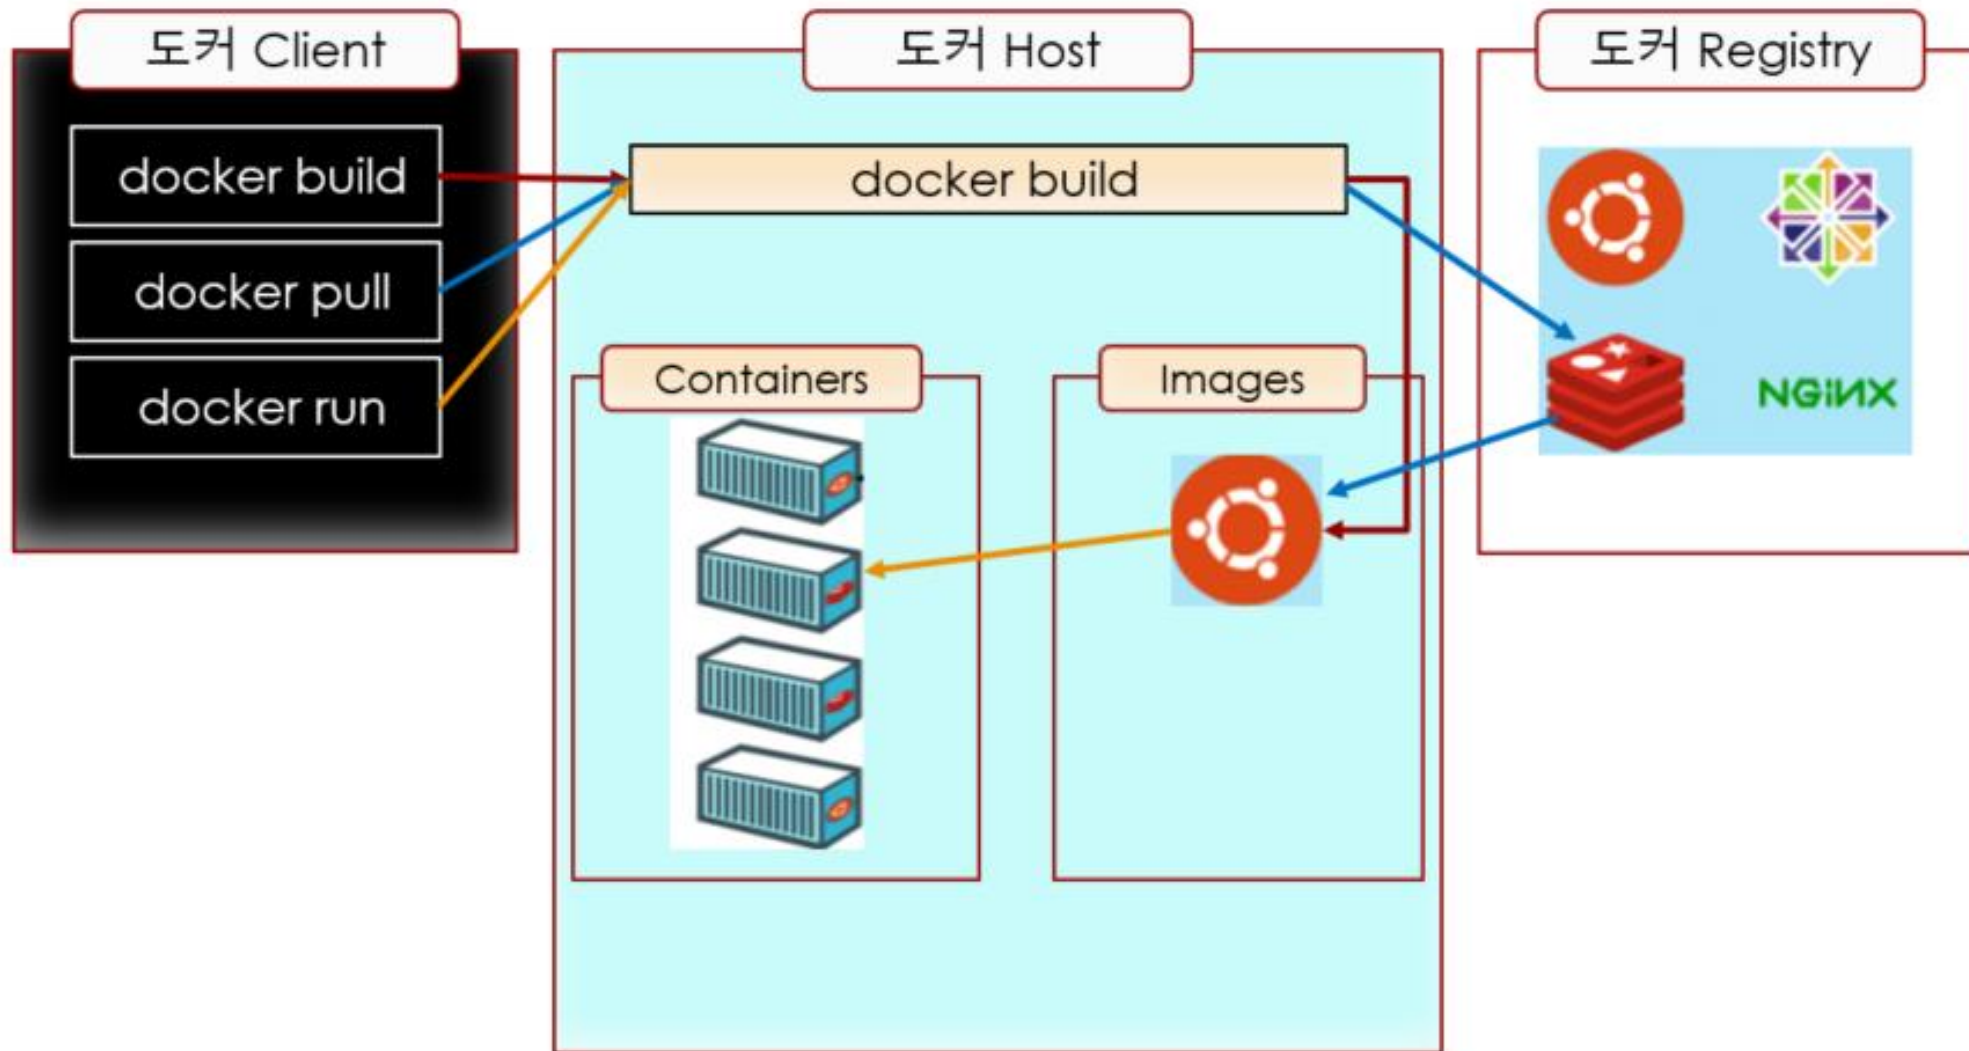 도커 Client
도커 Host
도커 Registry
docker build
docker pull
docker run
docker build
Containers
Images
NGiNX